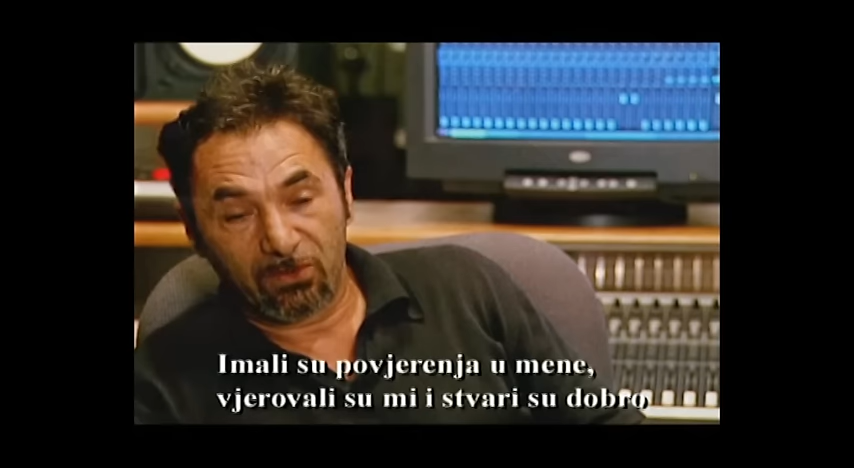 Imali su povjerenja u mene,
vjerovali su mi i stvari su dobro